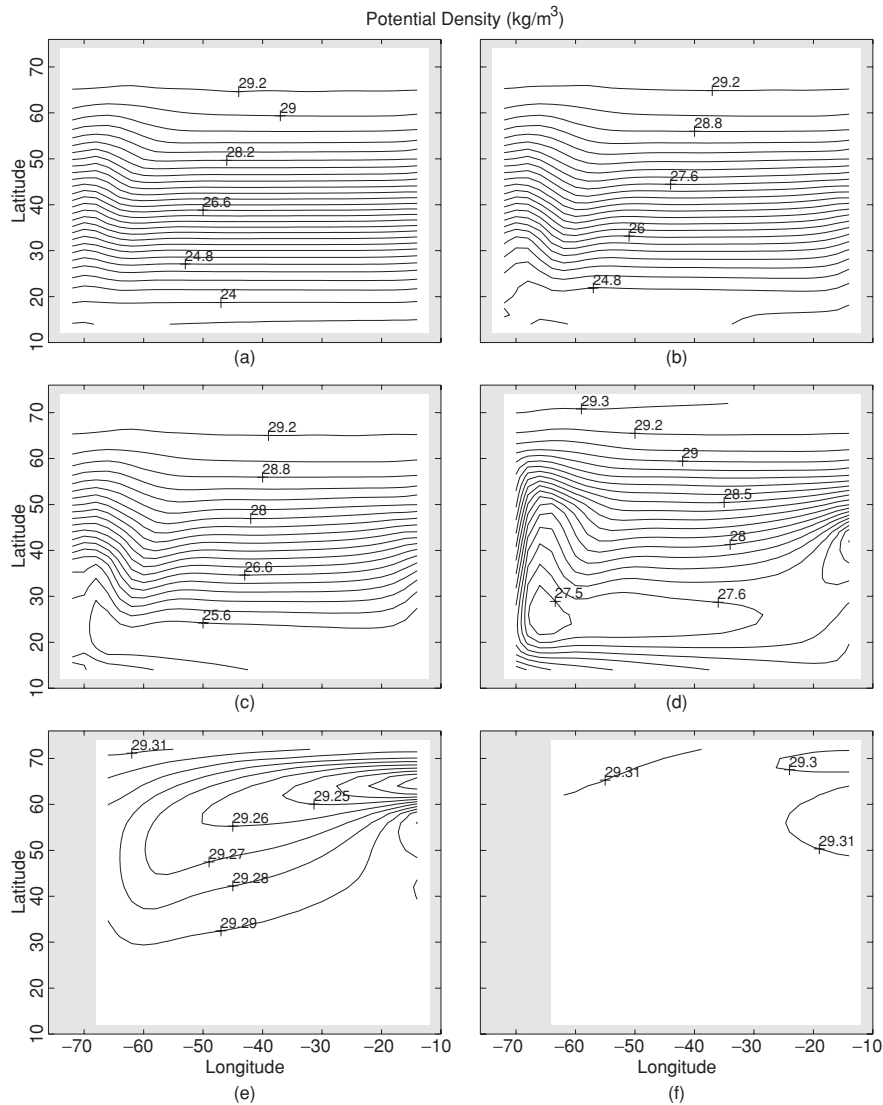 Potential Density (kg/m³)
29.2
29
28.2
26.6
24.8
24
Latitude
10 20 30 40 50 60 70
(a)
29.2
28.8
27.6
26
24.8
(b)
29.2
28.8
28
26.6
25.6
Latitude
10 20 30 40 50 60 70
(c)
29.3
29.2
29
28.5
28
27.5
27.6
(d)
29.31
29.25
29.26
29.27
29.28
29.29
Latitude
10 20 30 40 50 60 70
−70 −60 −50 −40 −30 −20 −10
Longitude
(e)
29.31
29.3
29.31
−70 −60 −50 −40 −30 −20 −10
Longitude
(f)